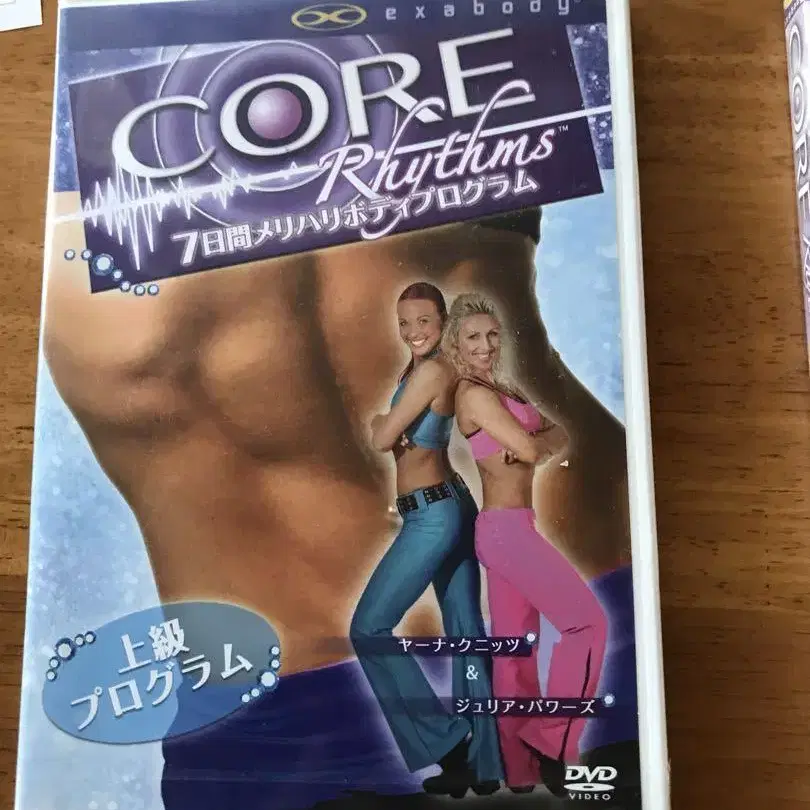 exabody
CORE
Rhythms™
7日間メリハリボディプログラム
上級
プログラム
ヤーナ・クニッツ
&
ジュリア・パワーズ
DVD
VIDEO